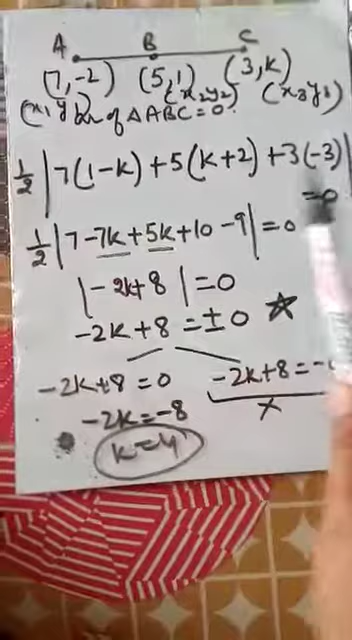 A B C
(7,-2) (5,1) (3,k)
(x1y1) (x2y2) (x3y3)
ar of △ABC=0.
1/2 |7(1-k)+5(k+2)+3(-3)|
=0
1/2 |7-7k+5k+10-9|=0
|-2k+8|=0
-2k+8=±0 ☆
-2k+8=0 -2k+8=-
-2k=-8 ×
k=4